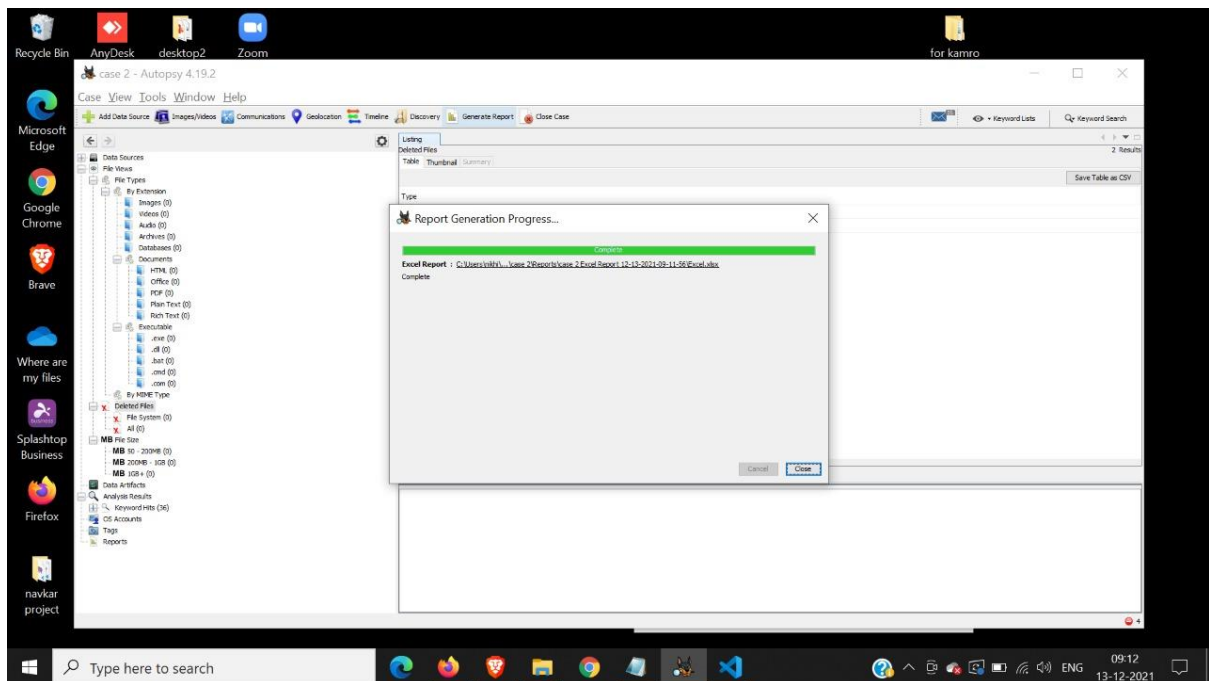 Recycle Bin
AnyDesk
desktop2
Zoom
for kamro
case 2 - Autopsy 4.19.2
Case View Tools Window Help
Add Data Source Images/Videos Communications Geolocation Timeline Discovery Generate Report Close Case
Keyword Lists
Keyword Search
Microsoft
Edge
Google
Chrome
Brave
Where are
my files
Splashtop
Business
Firefox
navkar
project
Data Sources
File Views
File Types
By Extension
Images (0)
Videos (0)
Audio (0)
Archives (0)
Databases (0)
Documents
HTML (0)
Office (0)
PDF (0)
Plain Text (0)
Rich Text (0)
Executable
.exe (0)
.dll (0)
.bat (0)
.cmd (0)
.com (0)
By MIME Type
Deleted Files
File System (0)
All (0)
MB File Size
MB 50 - 200MB (0)
MB 200MB - 1GB (0)
MB 1GB+ (0)
Data Artifacts
Analysis Results
Keyword Hits (36)
OS Accounts
Tags
Reports
Listing
Deleted Files
2 Results
Table Thumbnail Summary
Save Table as CSV
Type
Report Generation Progress...
Complete
Excel Report : C:\Users\nikhi\...\case 2\Reports\case 2 Excel Report 12-13-2021-09-11-56\Excel.xlsx
Complete
Cancel
Close
4
Type here to search
ENG
09:12
13-12-2021